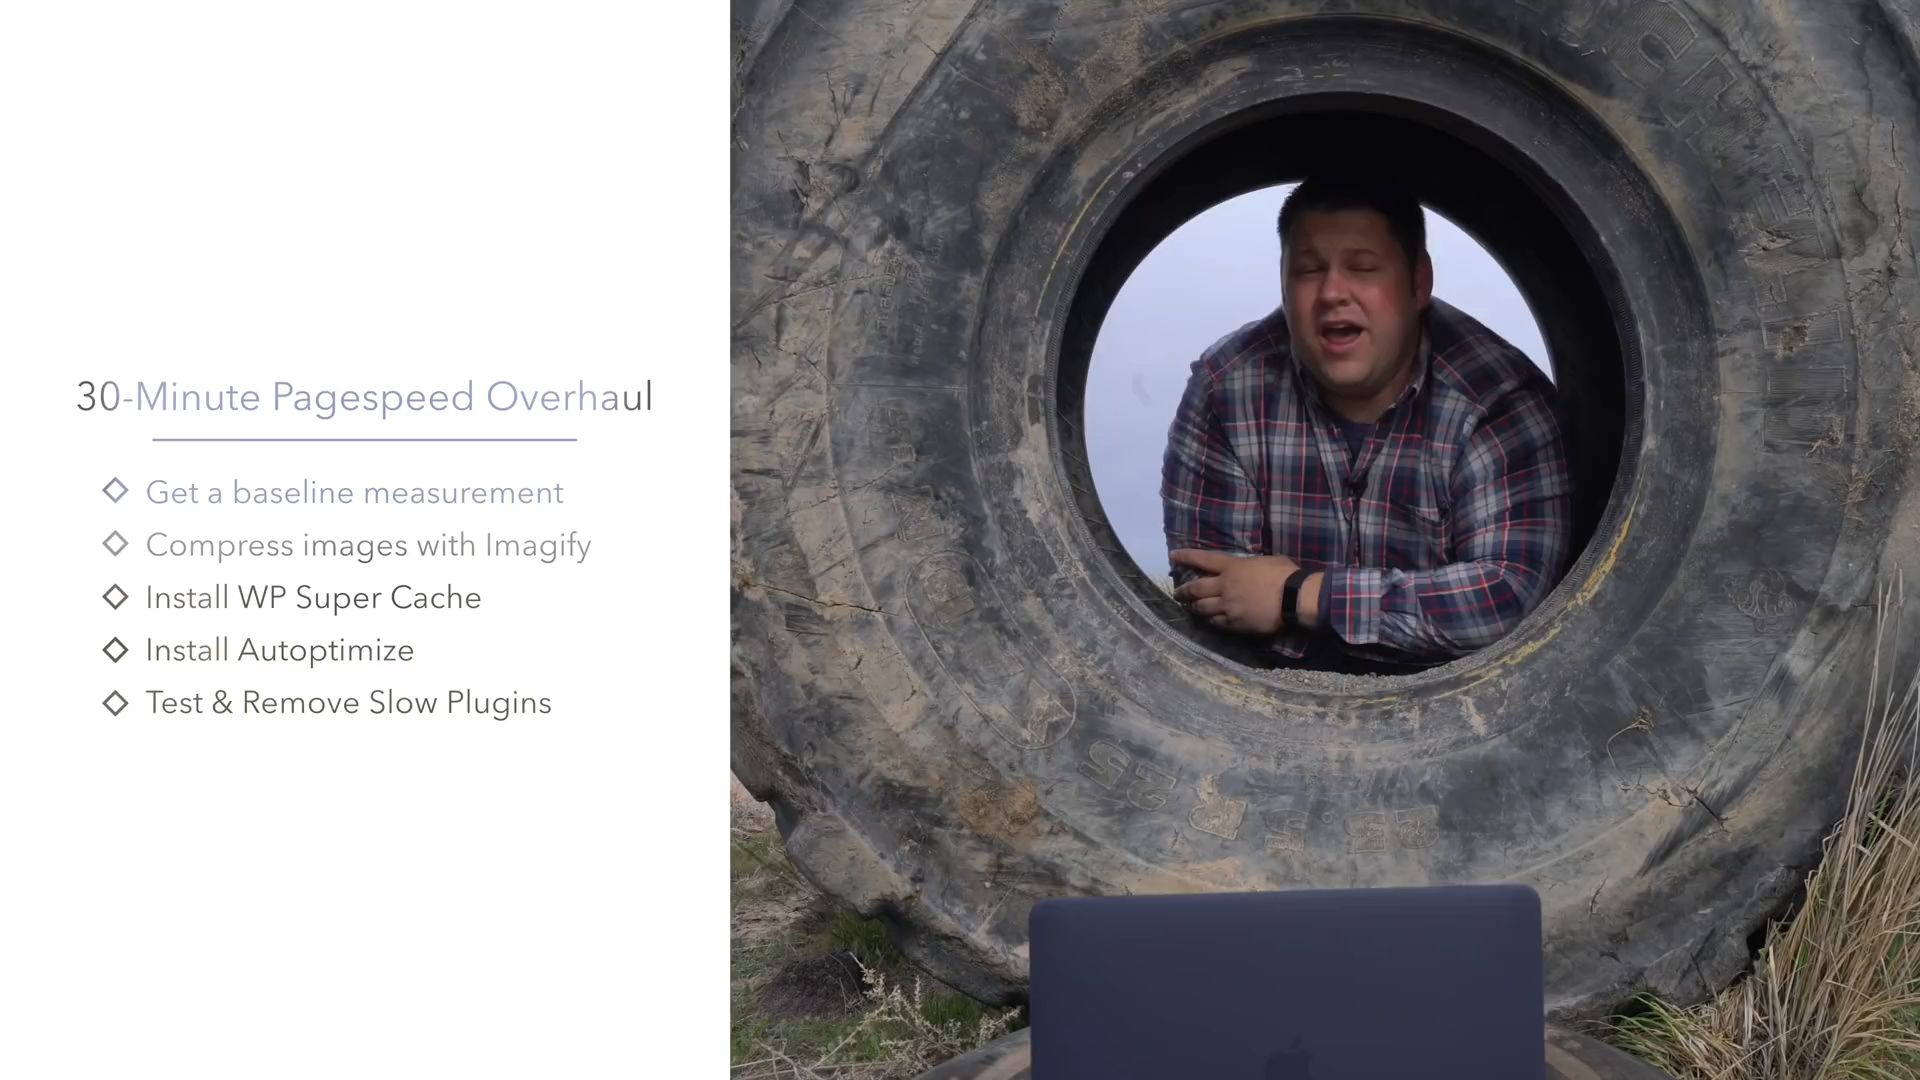 30-Minute Pagespeed Overhaul
Get a baseline measurement
Compress images with Imagify
Install WP Super Cache
Install Autoptimize
Test & Remove Slow Plugins
25